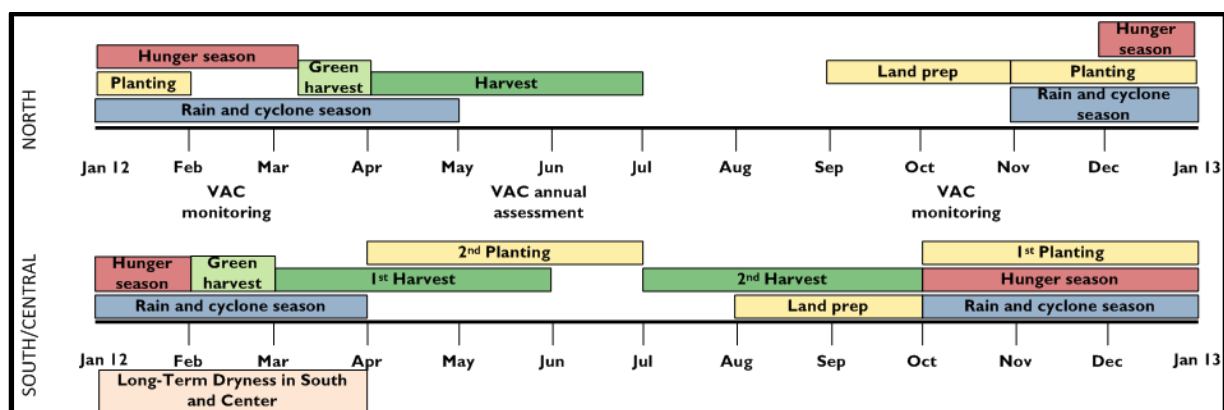 Hunger
season
Hunger season
Green
harvest
Planting
Harvest
Land prep
Planting
Rain and cyclone season
Rain and cyclone
season
NORTH
Jan 12 Feb Mar Apr May Jun Jul Aug Sep Oct Nov Dec Jan 13
VAC
monitoring
VAC annual
assessment
VAC
monitoring
2nd Planting
1st Planting
Hunger
season
Green
harvest
1st Harvest
2nd Harvest
Hunger season
Rain and cyclone season
Land prep
Rain and cyclone season
SOUTH/CENTRAL
Jan 12 Feb Mar Apr May Jun Jul Aug Sep Oct Nov Dec Jan 13
Long-Term Dryness in South
and Center